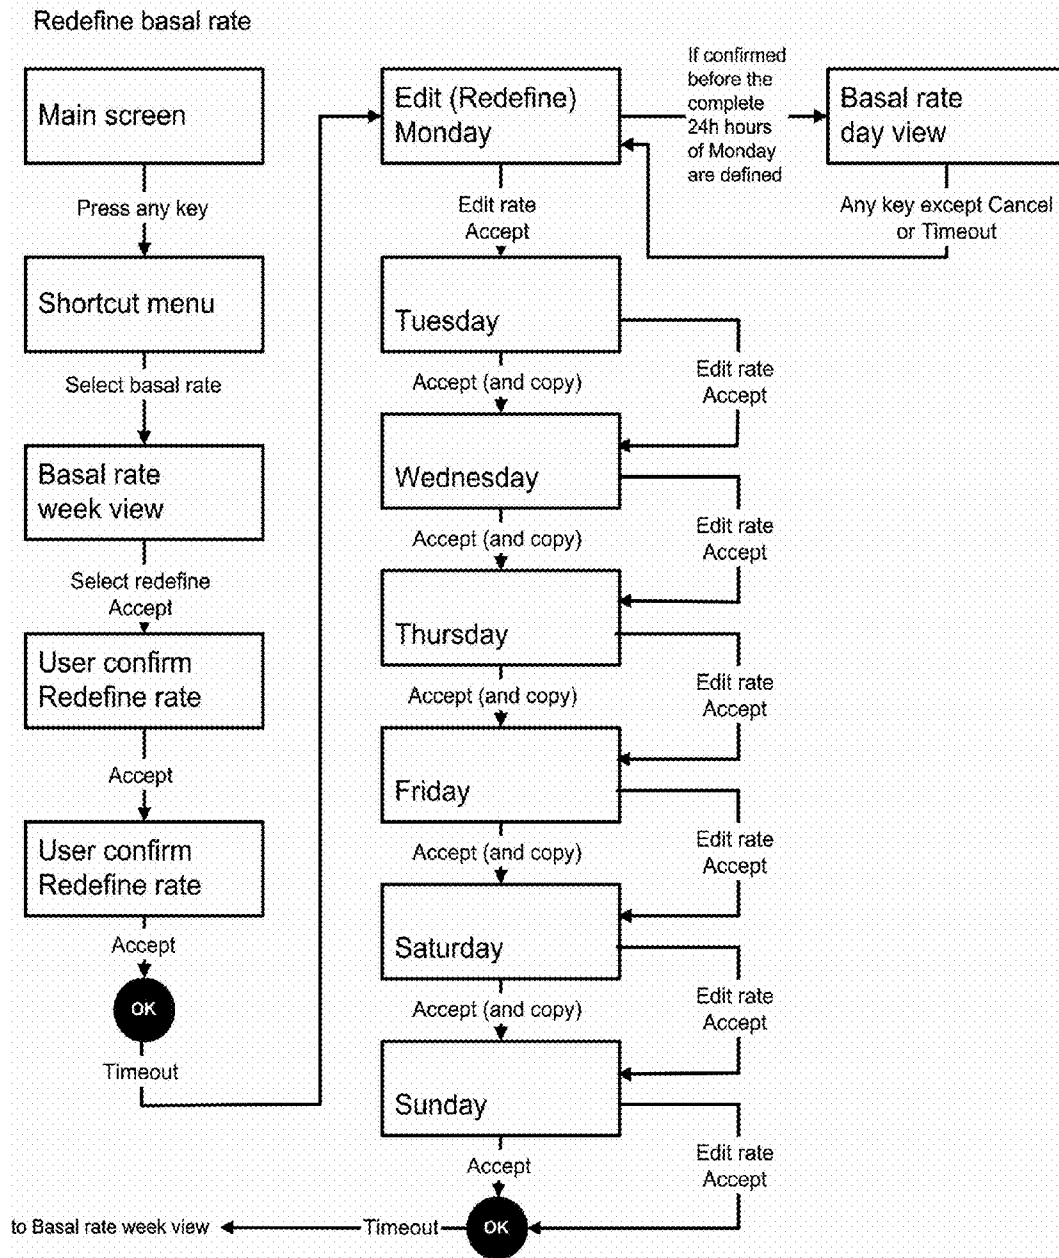 Redefine basal rate
Main screen
Press any key
Shortcut menu
Select basal rate
Basal rate
week view
Select redefine
Accept
User confirm
Redefine rate
Accept
User confirm
Redefine rate
Accept
OK
Timeout
Edit (Redefine)
Monday
If confirmed
before the
complete
24h hours
of Monday
are defined
Basal rate
day view
Any key except Cancel
or Timeout
Edit rate
Accept
Tuesday
Edit rate
Accept
Accept (and copy)
Wednesday
Edit rate
Accept
Accept (and copy)
Thursday
Edit rate
Accept
Accept (and copy)
Friday
Edit rate
Accept
Accept (and copy)
Saturday
Edit rate
Accept
Accept (and copy)
Sunday
Edit rate
Accept
Accept
OK
Timeout
to Basal rate week view